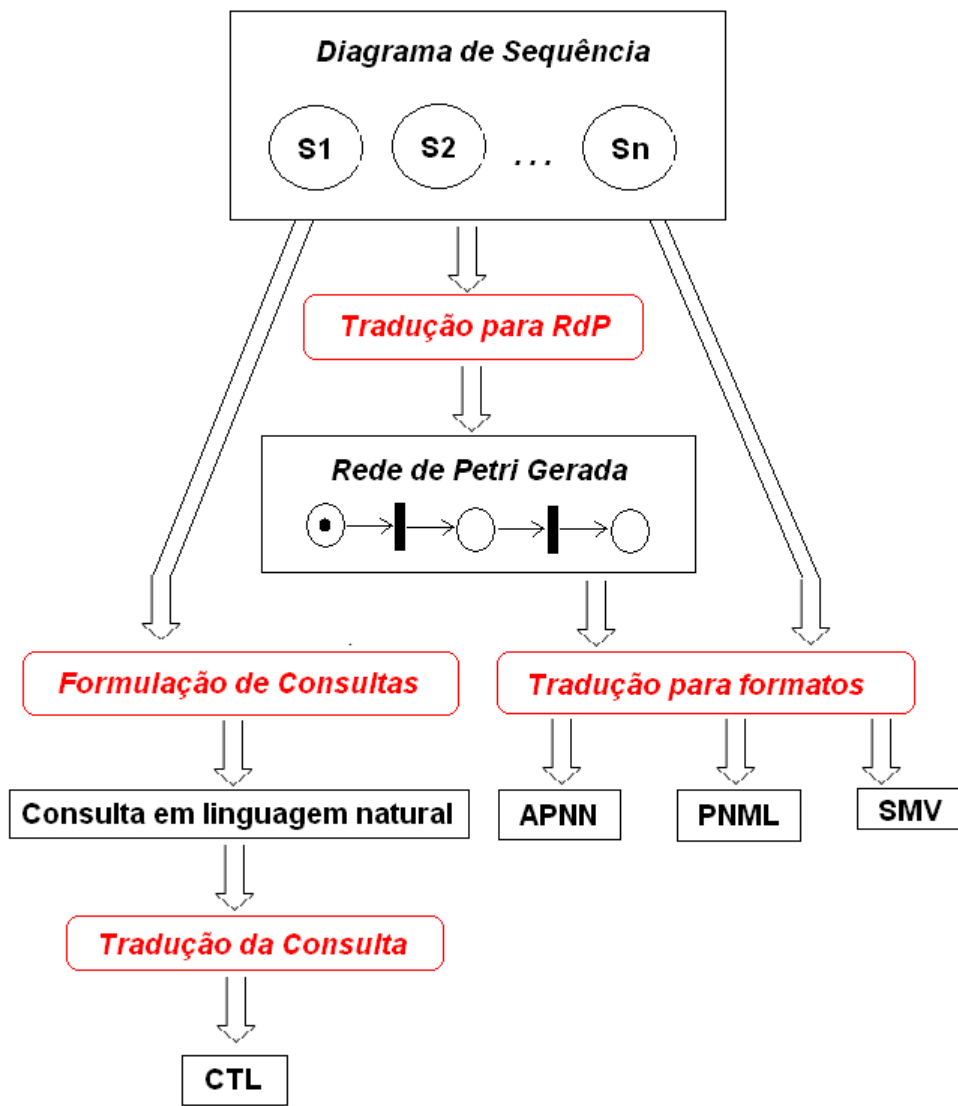 Diagrama de Sequência
S1 S2 ... Sn
Tradução para RdP
Rede de Petri Gerada
Formulação de Consultas
Tradução para formatos
Consulta em linguagem natural
APNN
PNML
SMV
Tradução da Consulta
CTL